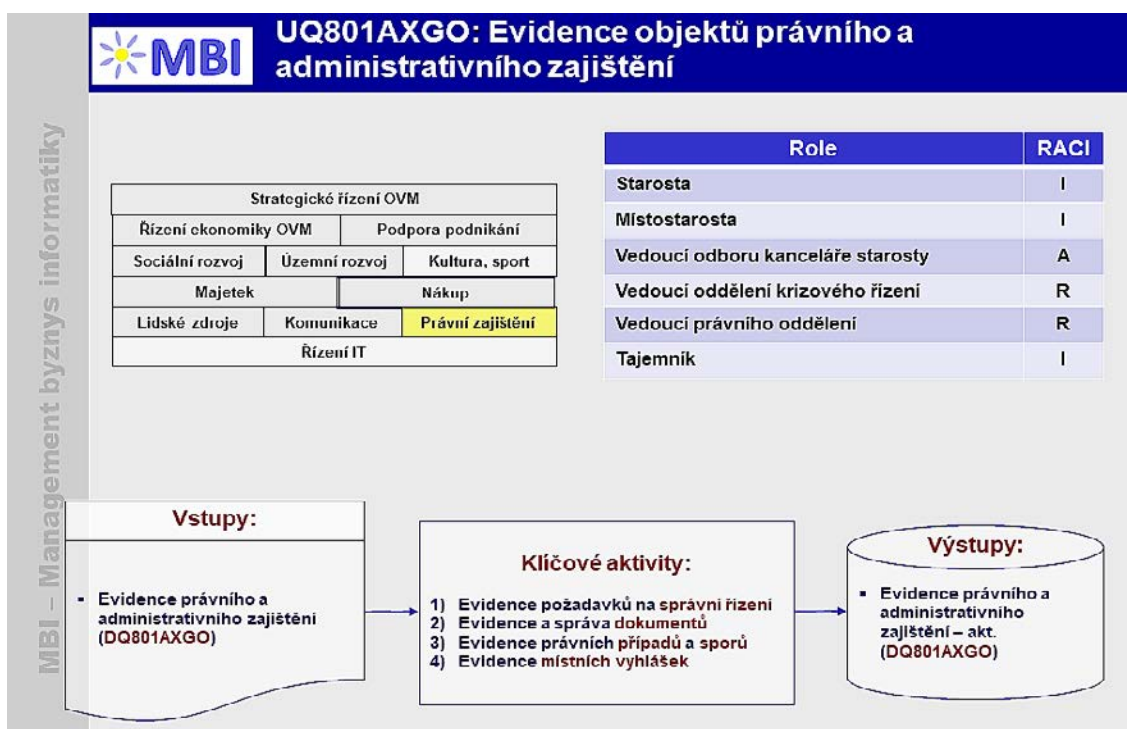 MBI
UQ801AXGO: Evidence objektů právního a
administrativního zajištění
MBI – Management byznys informatiky
Strategické řízení OVM
Řízení ekonomiky OVM
Podpora podnikání
Sociální rozvoj
Územní rozvoj
Kultura, sport
Majetek
Nákup
Lidské zdroje
Komunikace
Právní zajištění
Řízení IT
Role RACI
Starosta I
Místostarosta I
Vedoucí odboru kanceláře starosty A
Vedoucí oddělení krizového řízení R
Vedoucí právního oddělení R
Tajemník I
Vstupy:
▪ Evidence právního a
administrativního zajištění
(DQ801AXGO)
Klíčové aktivity:
1) Evidence požadavků na správní řízení
2) Evidence a správa dokumentů
3) Evidence právních případů a sporů
4) Evidence místních vyhlášek
Výstupy:
▪ Evidence právního a
administrativního
zajištění – akt.
(DQ801AXGO)